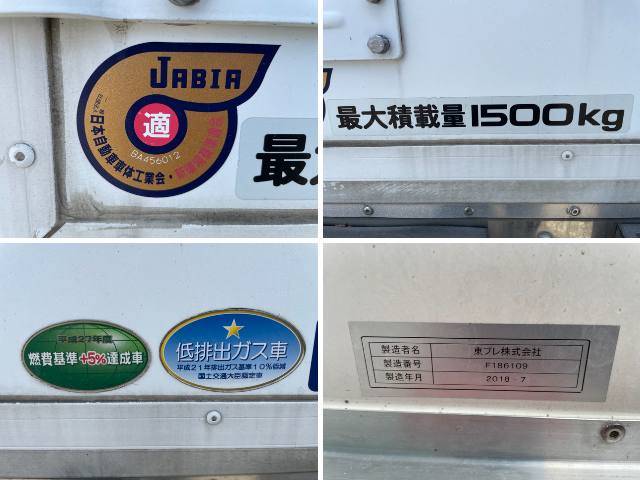 JABIA
適
BA456012
日本自動車車体工業会・
最大
最大積載量1500kg
平成27年度
燃費基準+5%達成車
低排出ガス車
平成21年排出ガス基準10%低減
国土交通大臣認定車
製造者名 東プレ株式会社
製造番号 F186109
製造年月 2018-7